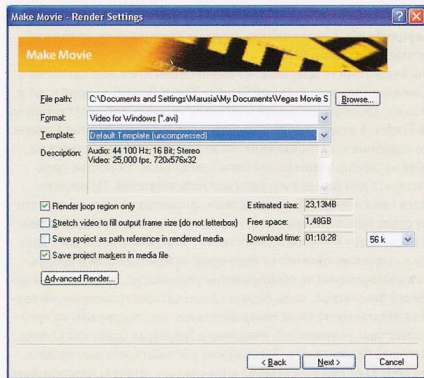 Make Movie - Render Settings
Make Movie
File path: C:\Documents and Settings\Marusia\My Documents\Vegas Movie S Browse...
Format: Video for Windows (*.avi)
Template: Default Template (uncompressed)
Description: Audio: 44 100 Hz; 16 Bit; Stereo
Video: 25,000 fps, 720x576x32
Render loop region only
Estimated size: 23,13MB
Stretch video to fill output frame size (do not letterbox)
Free space: 1,48GB
Save project as path reference in rendered media
Download time: 01:10:28 56 k
Save project markers in media file
Advanced Render...
< Back Next > Cancel